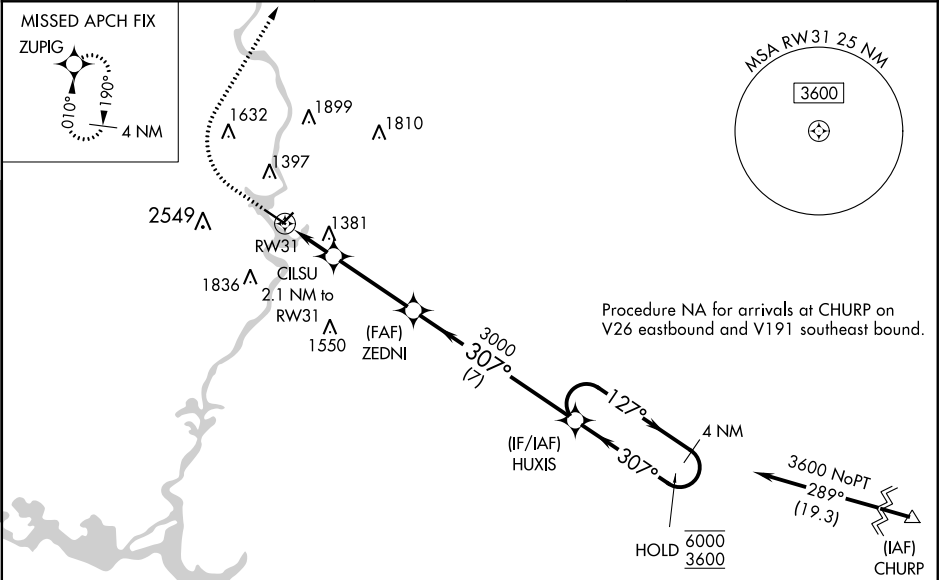 MISSED APCH FIX
ZUPIG
010°
190°
4 NM
MSA RW31 25 NM
3600
1632
1899
1810
1397
2549
1381
RW31
1836
CILSU
2.1 NM to
RW31
1550
(FAF)
ZEDNI
3000
307°
(7)
Procedure NA for arrivals at CHURP on
V26 eastbound and V191 southeast bound.
(IF/IAF)
HUXIS
127°
307°
4 NM
HOLD
6000
3600
3600 NoPT
289°
(19.3)
(IAF)
CHURP